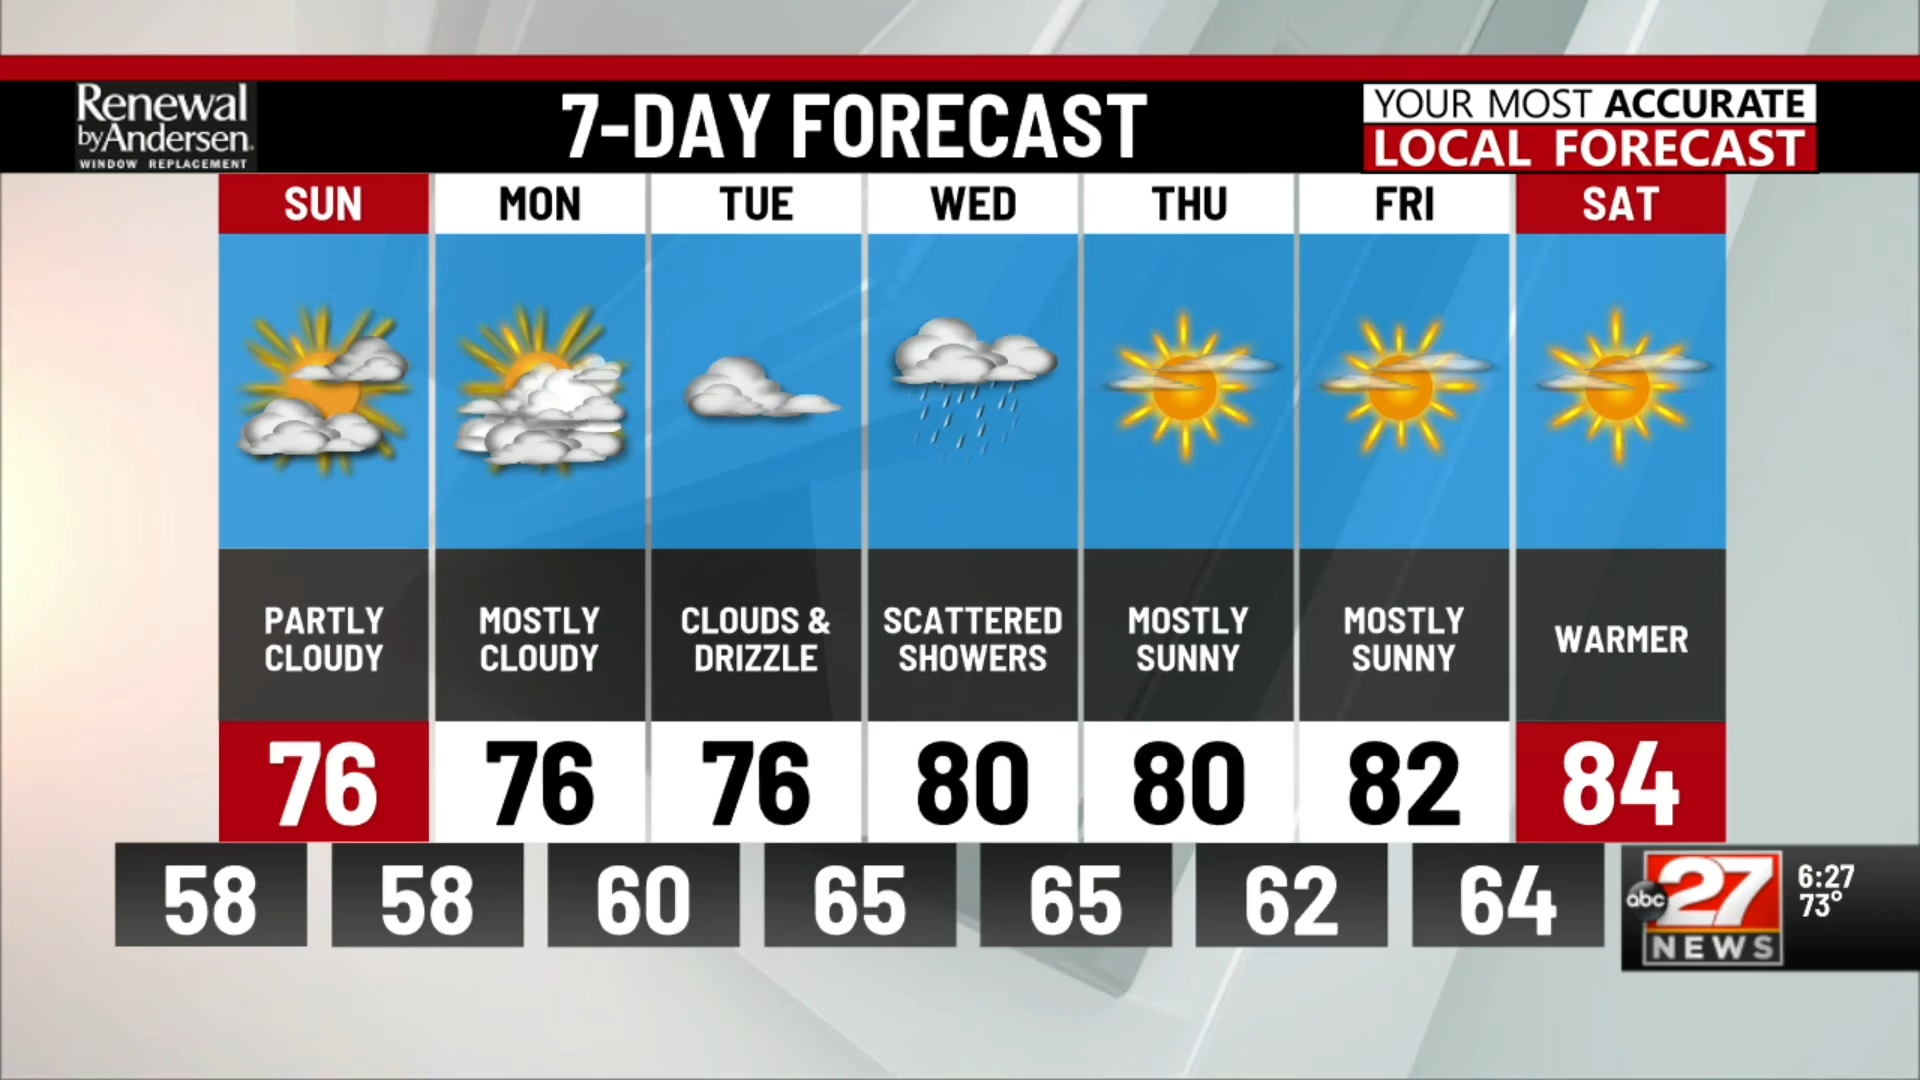 Renewal
byAndersen.
WINDOW REPLACEMENT
7-DAY FORECAST
YOUR MOST ACCURATE
LOCAL FORECAST
SUN MON TUE WED THU FRI SAT
PARTLY CLOUDY
MOSTLY CLOUDY
CLOUDS & DRIZZLE
SCATTERED SHOWERS
MOSTLY SUNNY
MOSTLY SUNNY
WARMER
76 76 76 80 80 82 84
58 58 60 65 65 62 64
abc 27
NEWS
6:27
73°